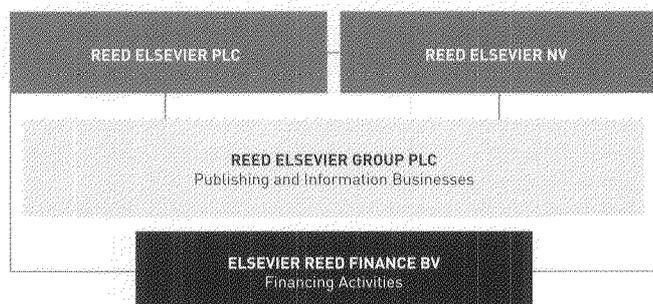 REED ELSEVIER PLC
REED ELSEVIER NV
REED ELSEVIER GROUP PLC
Publishing and Information Businesses
ELSEVIER REED FINANCE BV
Financing Activities